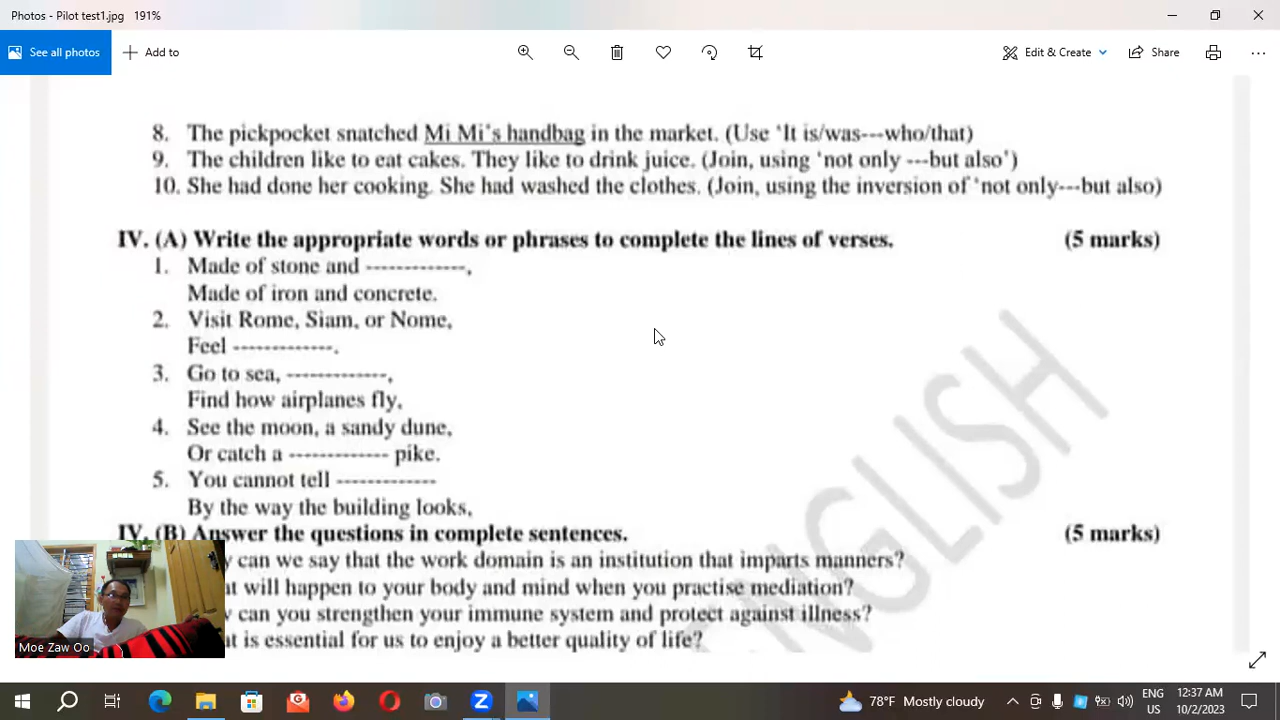 Photos - Pilot test1.jpg 191%
See all photos Add to Edit & Create Share
8. The pickpocket snatched Mi Mi's handbag in the market. (Use 'It is/was---who/that)
9. The children like to eat cakes. They like to drink juice. (Join, using 'not only ---but also')
10. She had done her cooking. She had washed the clothes. (Join, using the inversion of 'not only---but also)
IV. (A) Write the appropriate words or phrases to complete the lines of verses. (5 marks)
1. Made of stone and -------------,
Made of iron and concrete.
2. Visit Rome, Siam, or Nome,
Feel -------------.
3. Go to sea, -------------,
Find how airplanes fly,
4. See the moon, a sandy dune,
Or catch a ------------- pike.
5. You cannot tell -------------
By the way the building looks,
IV. (B) Answer the questions in complete sentences. (5 marks)
can we say that the work domain is an institution that imparts manners?
will happen to your body and mind when you practise mediation?
can you strengthen your immune system and protect against illness?
is essential for us to enjoy a better quality of life?
NGLISH
Moe Zaw Oo
78°F Mostly cloudy ENG US 12:37 AM 10/2/2023